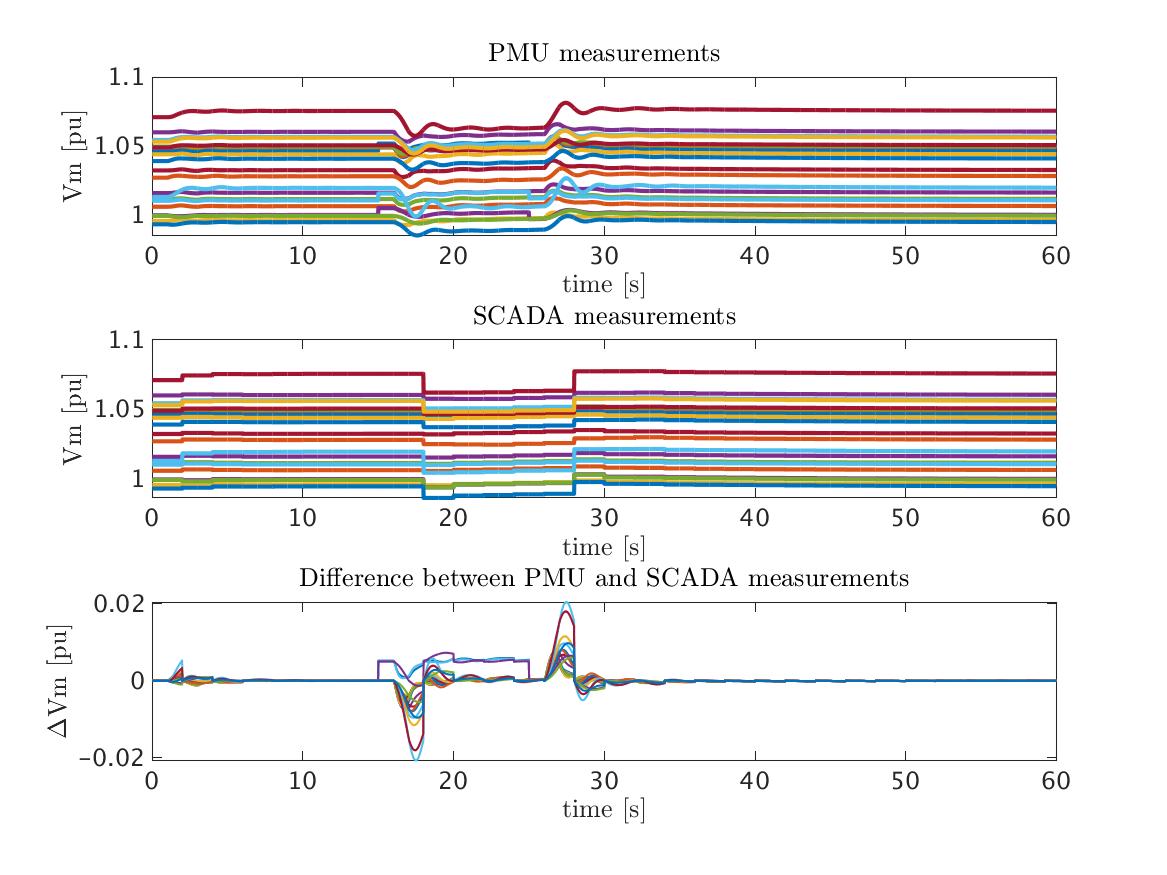 PMU measurements
1.1
1.05
1
Vm [pu]
0 10 20 30 40 50 60
time [s]
SCADA measurements
1.1
1.05
1
Vm [pu]
0 10 20 30 40 50 60
time [s]
Difference between PMU and SCADA measurements
0.02
0
-0.02
ΔVm [pu]
0 10 20 30 40 50 60
time [s]